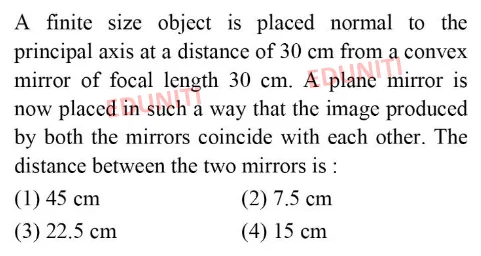 A finite size object is placed normal to the
principal axis at a distance of 30 cm from a convex
mirror of focal length 30 cm. A plane mirror is
now placed in such a way that the image produced
by both the mirrors coincide with each other. The
distance between the two mirrors is :
(1) 45 cm (2) 7.5 cm
(3) 22.5 cm (4) 15 cm
EDUNITI
EDUNITI